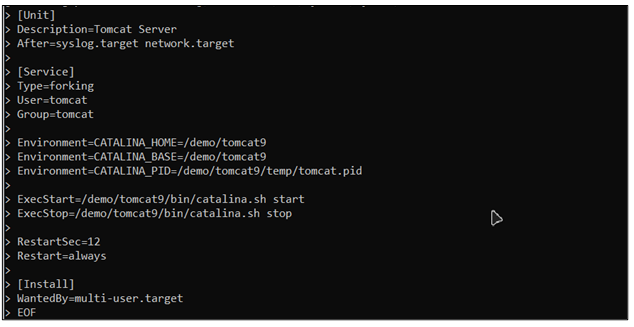 > [Unit]
> Description=Tomcat Server
> After=syslog.target network.target
>
> [Service]
> Type=forking
> User=tomcat
> Group=tomcat
>
> Environment=CATALINA_HOME=/demo/tomcat9
> Environment=CATALINA_BASE=/demo/tomcat9
> Environment=CATALINA_PID=/demo/tomcat9/temp/tomcat.pid
>
> ExecStart=/demo/tomcat9/bin/catalina.sh start
> ExecStop=/demo/tomcat9/bin/catalina.sh stop
>
> RestartSec=12
> Restart=always
>
> [Install]
> WantedBy=multi-user.target
> EOF